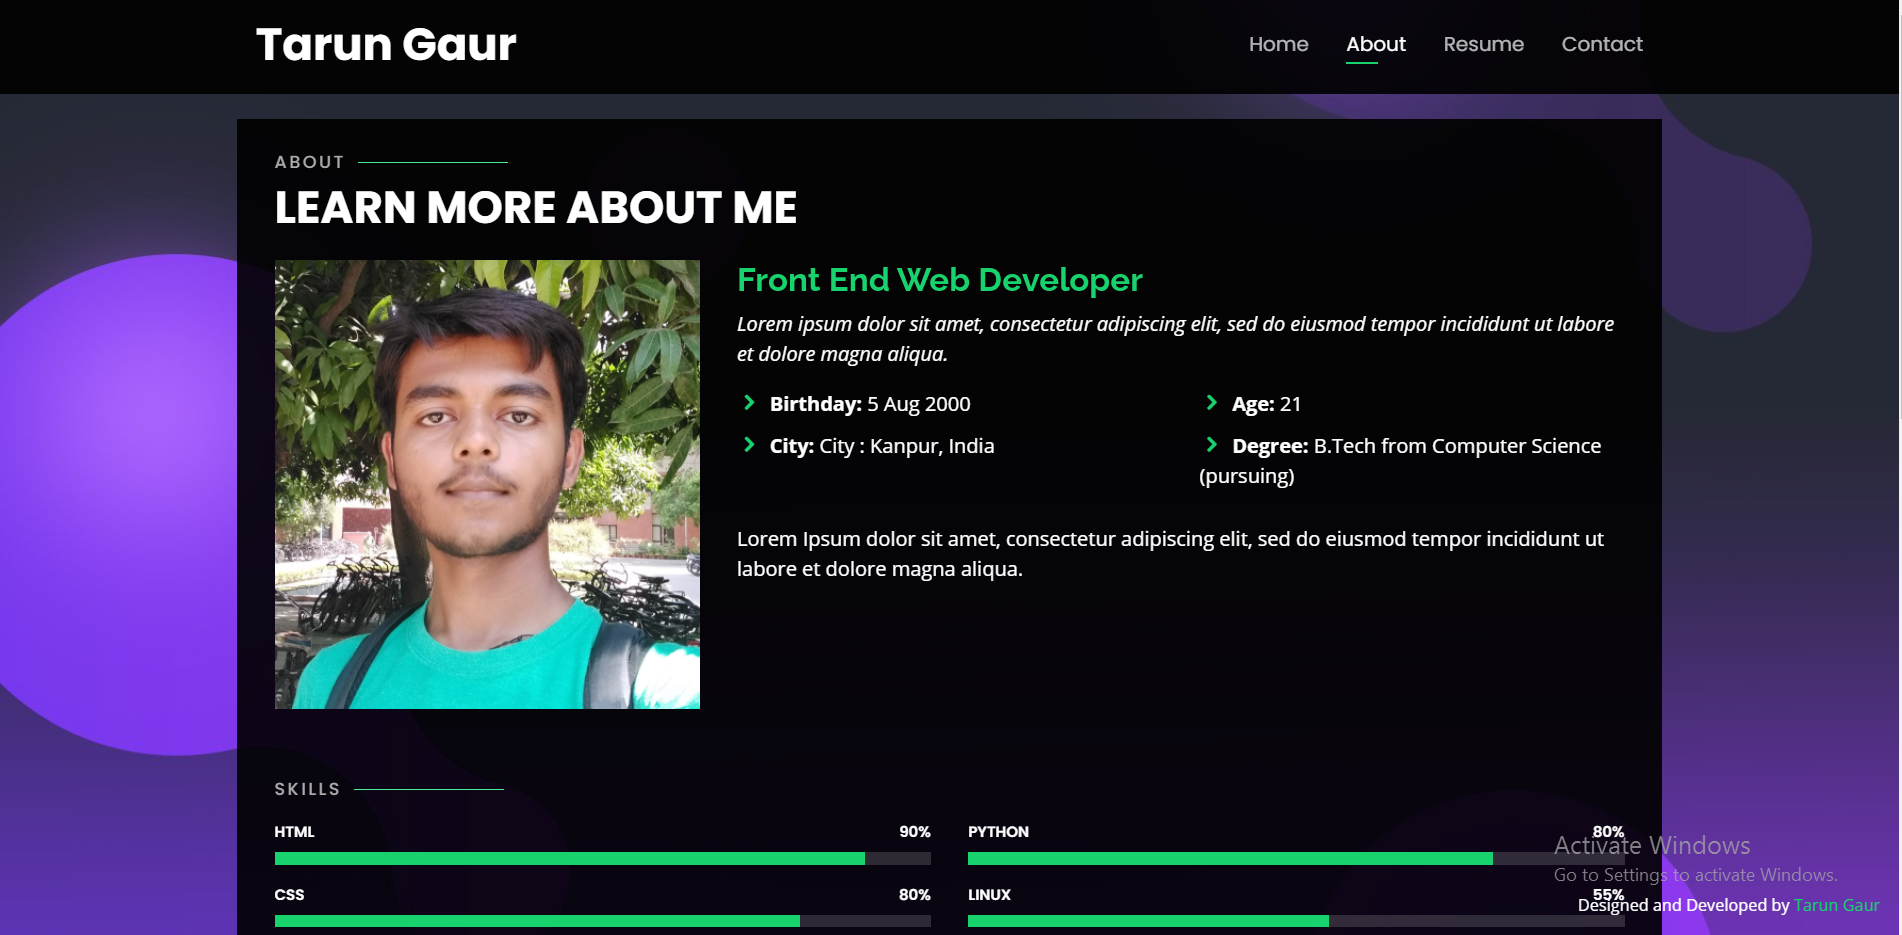 Tarun Gaur
Home About Resume Contact
ABOUT
LEARN MORE ABOUT ME
Front End Web Developer
Lorem ipsum dolor sit amet, consectetur adipiscing elit, sed do eiusmod tempor incididunt ut labore
et dolore magna aliqua.
Birthday: 5 Aug 2000
Age: 21
City: City : Kanpur, India
Degree: B.Tech from Computer Science
(pursuing)
Lorem Ipsum dolor sit amet, consectetur adipiscing elit, sed do eiusmod tempor incididunt ut
labore et dolore magna aliqua.
SKILLS
HTML 90%
PYTHON 80%
CSS 80%
LINUX 55%
Activate Windows
Go to Settings to activate Windows.
Designed and Developed by Tarun Gaur